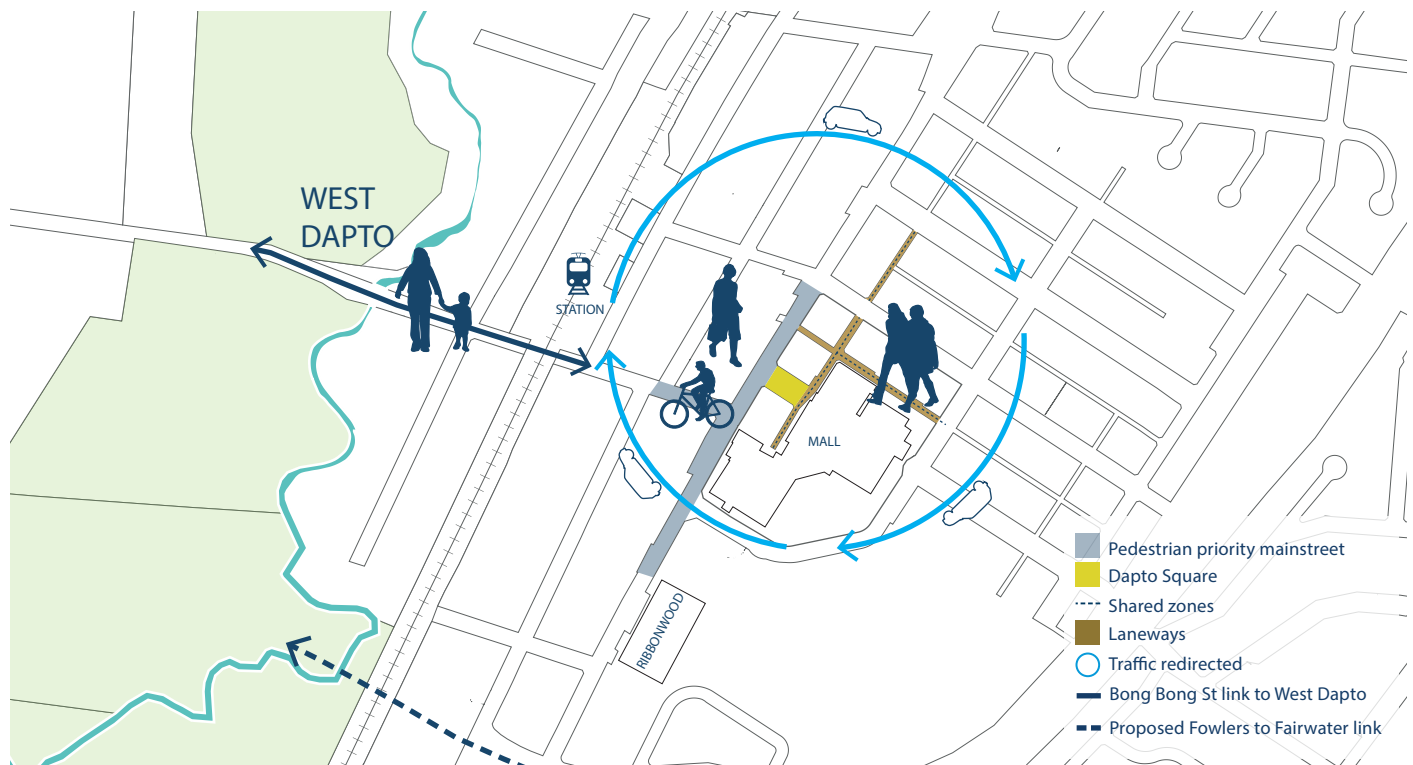 WEST
DAPTO
STATION
MALL
RIBBONWOOD
Pedestrian priority mainstreet
Dapto Square
Shared zones
Laneways
Traffic redirected
Bong Bong St link to West Dapto
Proposed Fowlers to Fairwater link